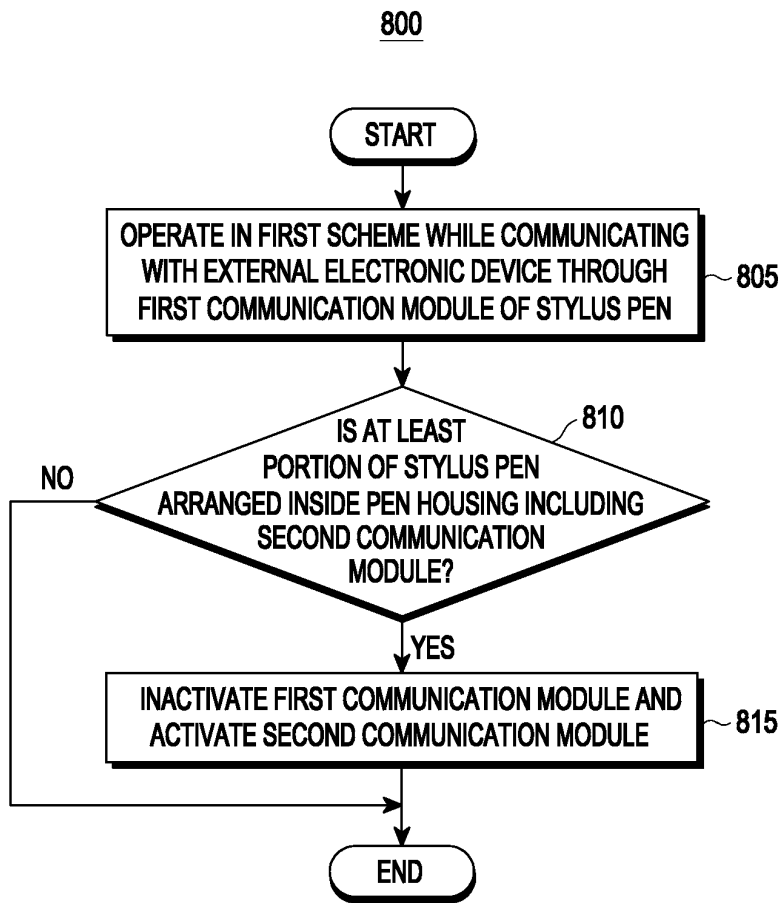 800
START
OPERATE IN FIRST SCHEME WHILE COMMUNICATING
WITH EXTERNAL ELECTRONIC DEVICE THROUGH
FIRST COMMUNICATION MODULE OF STYLUS PEN
805
810
IS AT LEAST
PORTION OF STYLUS PEN
ARRANGED INSIDE PEN HOUSING INCLUDING
SECOND COMMUNICATION
MODULE?
NO
YES
INACTIVATE FIRST COMMUNICATION MODULE AND
ACTIVATE SECOND COMMUNICATION MODULE
815
END